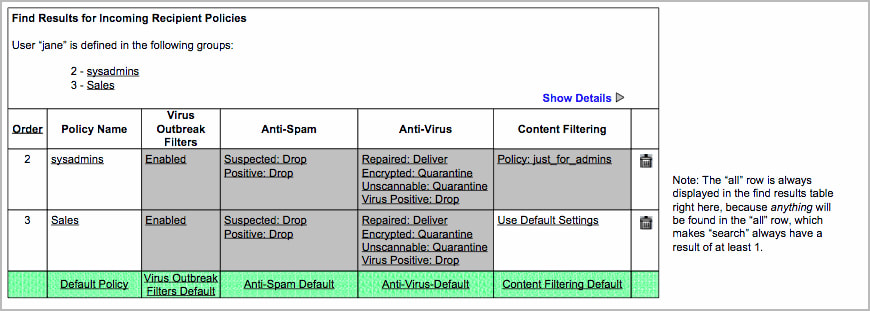 Find Results for Incoming Recipient Policies
User “jane” is defined in the following groups:
2 - sysadmins
3 - Sales
Show Details
Order Policy Name Virus Outbreak Filters Anti-Spam Anti-Virus Content Filtering
2 sysadmins Enabled Suspected: Drop Repaired: Deliver Policy: just_for_admins
Positive: Drop Encrypted: Quarantine
Unscannable: Quarantine
Virus Positive: Drop
3 Sales Enabled Suspected: Drop Repaired: Deliver Use Default Settings
Positive: Drop Encrypted: Quarantine
Unscannable: Quarantine
Virus Positive: Drop
Default Policy Virus Outbreak Filters Default Anti-Spam Default Anti-Virus-Default Content Filtering Default
Note: The “all” row is always
displayed in the find results table
right here, because anything will
be found in the “all” row, which
makes “search” always have a
result of at least 1.